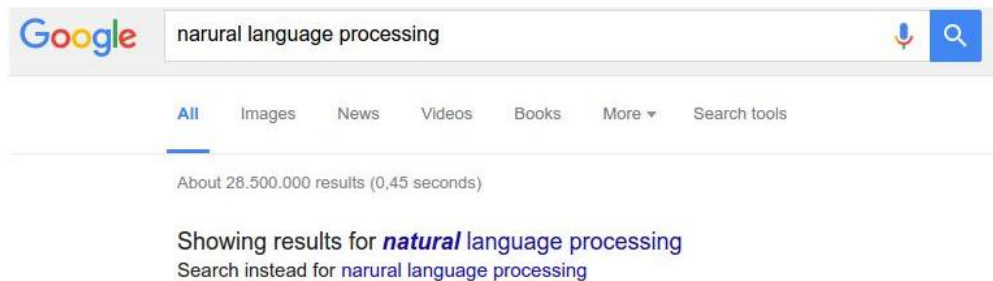 Google narural language processing
All Images News Videos Books More Search tools
About 28.500.000 results (0,45 seconds)
Showing results for natural language processing
Search instead for narural language processing